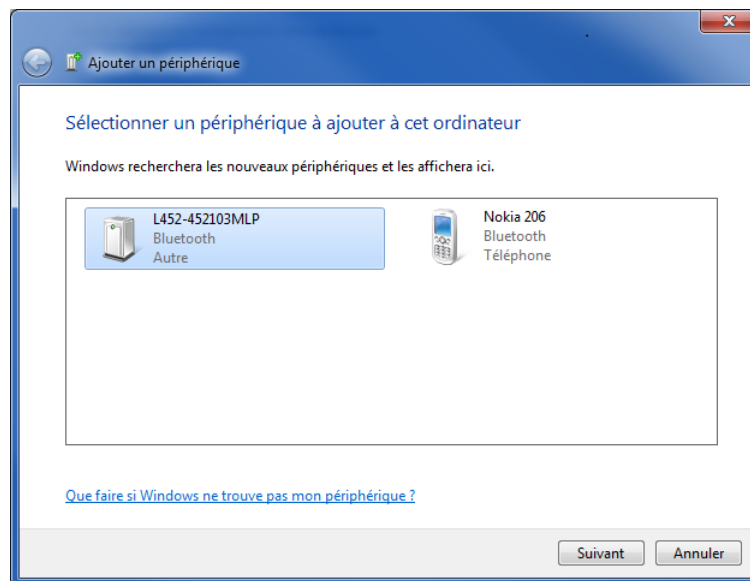 Ajouter un périphérique
Sélectionner un périphérique à ajouter à cet ordinateur
Windows recherchera les nouveaux périphériques et les affichera ici.
L452-452103MLP
Bluetooth
Autre
Nokia 206
Bluetooth
Téléphone
Que faire si Windows ne trouve pas mon périphérique ?
Suivant
Annuler